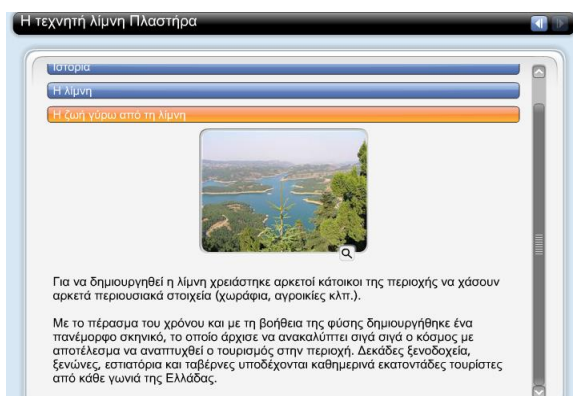 Η τεχνητή λίμνη Πλαστήρα
Ιστορία
Η λίμνη
Η ζωή γύρω από τη λίμνη
Για να δημιουργηθεί η λίμνη χρειάστηκε αρκετοί κάτοικοι της περιοχής να χάσουν
αρκετά περιουσιακά στοιχεία (χωράφια, αγροικίες κλπ.).
Με το πέρασμα του χρόνου και με τη βοήθεια της φύσης δημιουργήθηκε ένα
πανέμορφο σκηνικό, το οποίο άρχισε να ανακαλύπτει σιγά σιγά ο κόσμος με
αποτέλεσμα να αναπτυχθεί ο τουρισμός στην περιοχή. Δεκάδες ξενοδοχεία,
ξενώνες, εστιατόρια και ταβέρνες υποδέχονται καθημερινά εκατοντάδες τουρίστες
από κάθε γωνιά της Ελλάδας.